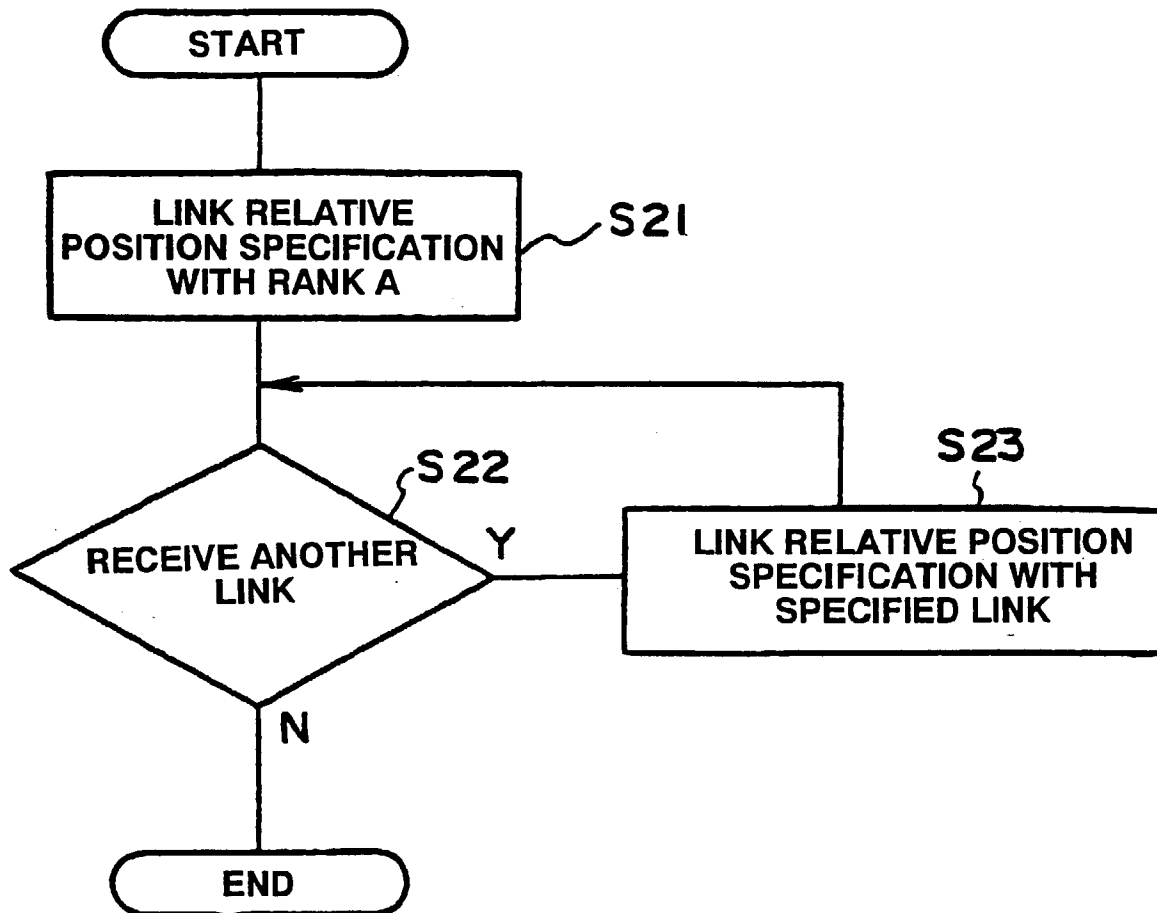 START
LINK RELATIVE
POSITION SPECIFICATION
WITH RANK A
S21
S22
RECEIVE ANOTHER
LINK
Y
S23
LINK RELATIVE POSITION
SPECIFICATION WITH
SPECIFIED LINK
N
END